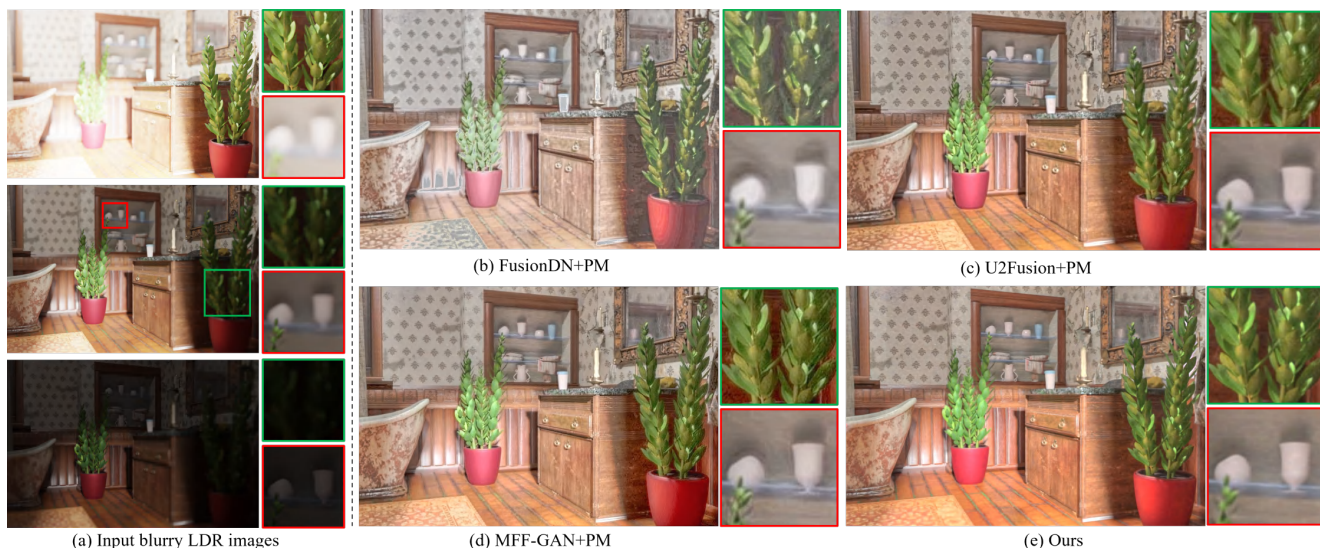 (b) FusionDN+PM
(c) U2Fusion+PM
(a) Input blurry LDR images
(d) MFF-GAN+PM
(e) Ours